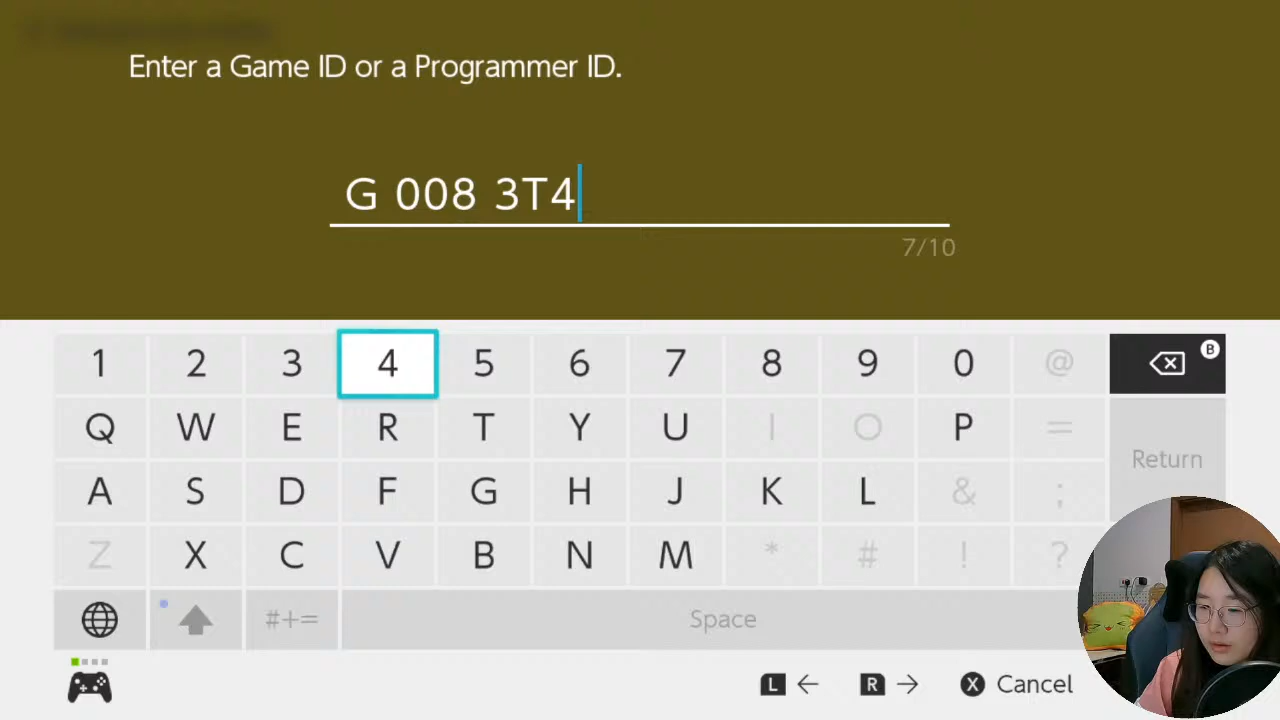 Enter a Game ID or a Programmer ID.
G 008 3T4
7/10
1 2 3 4 5 6 7 8 9 0 @ B
Q W E R T Y U I O P =
Return
A S D F G H J K L & ;
Z X C V B N M * # ! ?
#+= Space
L ← R → X Cancel